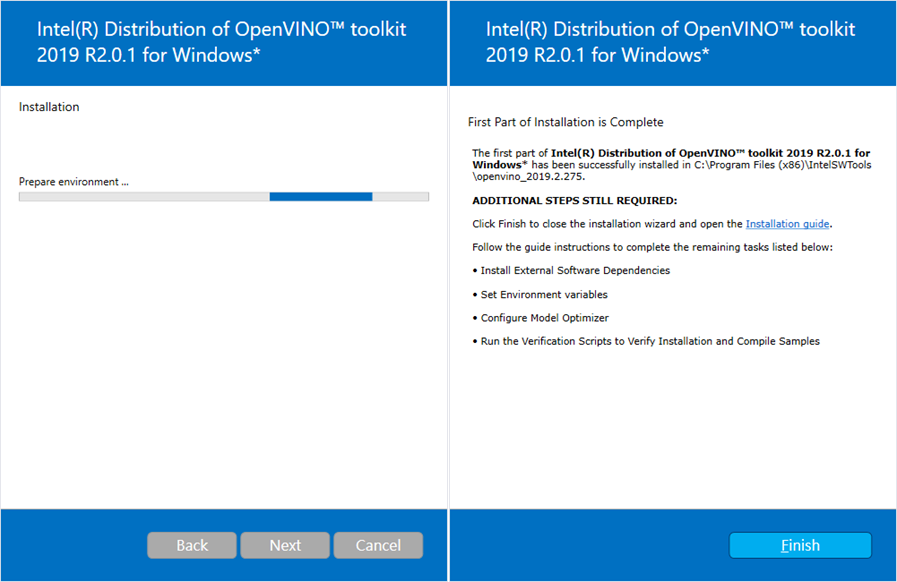 Intel(R) Distribution of OpenVINO™ toolkit
2019 R2.0.1 for Windows*
Installation
Prepare environment ...
Back
Next
Cancel
Intel(R) Distribution of OpenVINO™ toolkit
2019 R2.0.1 for Windows*
First Part of Installation is Complete
The first part of Intel(R) Distribution of OpenVINO™ toolkit 2019 R2.0.1 for
Windows* has been successfully installed in C:\Program Files (x86)\IntelSWTools
\openvino_2019.2.275.
ADDITIONAL STEPS STILL REQUIRED:
Click Finish to close the installation wizard and open the Installation guide.
Follow the guide instructions to complete the remaining tasks listed below:
• Install External Software Dependencies
• Set Environment variables
• Configure Model Optimizer
• Run the Verification Scripts to Verify Installation and Compile Samples
Finish